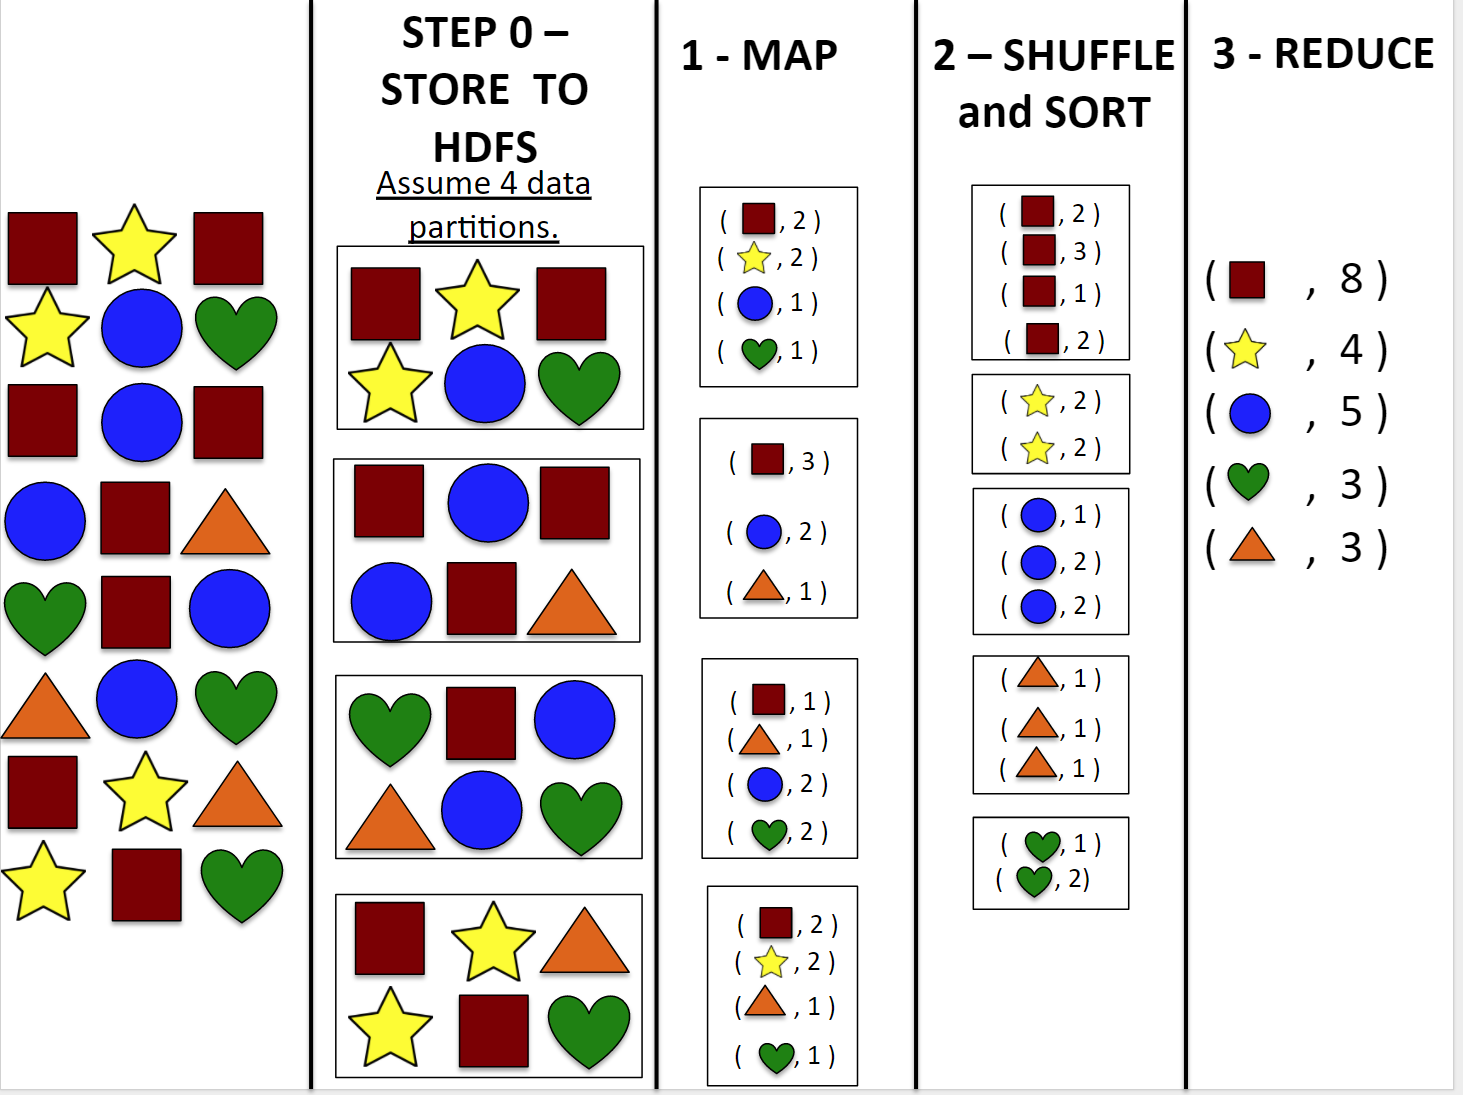 STEP 0 –
STORE TO
HDFS
Assume 4 data
partitions.
1 - MAP
( , 2 )
( , 2 )
( , 1 )
( , 1 )
( , 3 )
( , 2 )
( , 1 )
( , 1 )
( , 1 )
( , 2 )
( , 2 )
( , 2 )
( , 2 )
( , 1 )
( , 1 )
2 – SHUFFLE
and SORT
( , 2 )
( , 3 )
( , 1 )
( , 2 )
( , 2 )
( , 2 )
( , 1 )
( , 2 )
( , 2 )
( , 1 )
( , 1 )
( , 1 )
( , 1 )
( , 2)
3 - REDUCE
( , 8 )
( , 4 )
( , 5 )
( , 3 )
( , 3 )